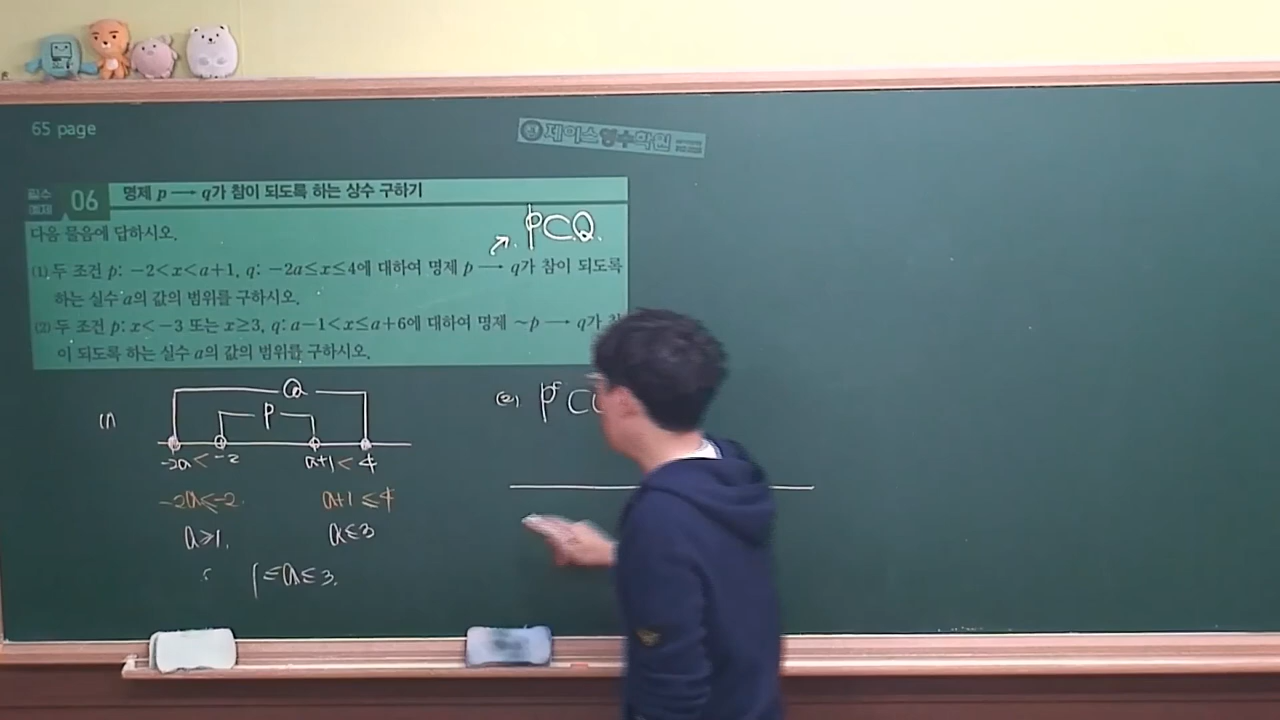 65 page
제이스영수학원
필수 예제 06 명제 p → q가 참이 되도록 하는 상수 구하기
다음 물음에 답하시오.
P⊂Q.
(1) 두 조건 p: −2<x<a+1, q: −2a≤x≤4에 대하여 명제 p → q가 참이 되도록
하는 실수 a의 값의 범위를 구하시오.
(2) 두 조건 p: x<−3 또는 x≥3, q: a−1<x≤a+6에 대하여 명제 ~p → q가
이 되도록 하는 실수 a의 값의 범위를 구하시오.
(1)
Q
P
-2a < -2 a+1 < 4
-2a≤-2. a+1≤4
a≥1. a≤3
1≤a≤3.
(2) Pᶜ⊂